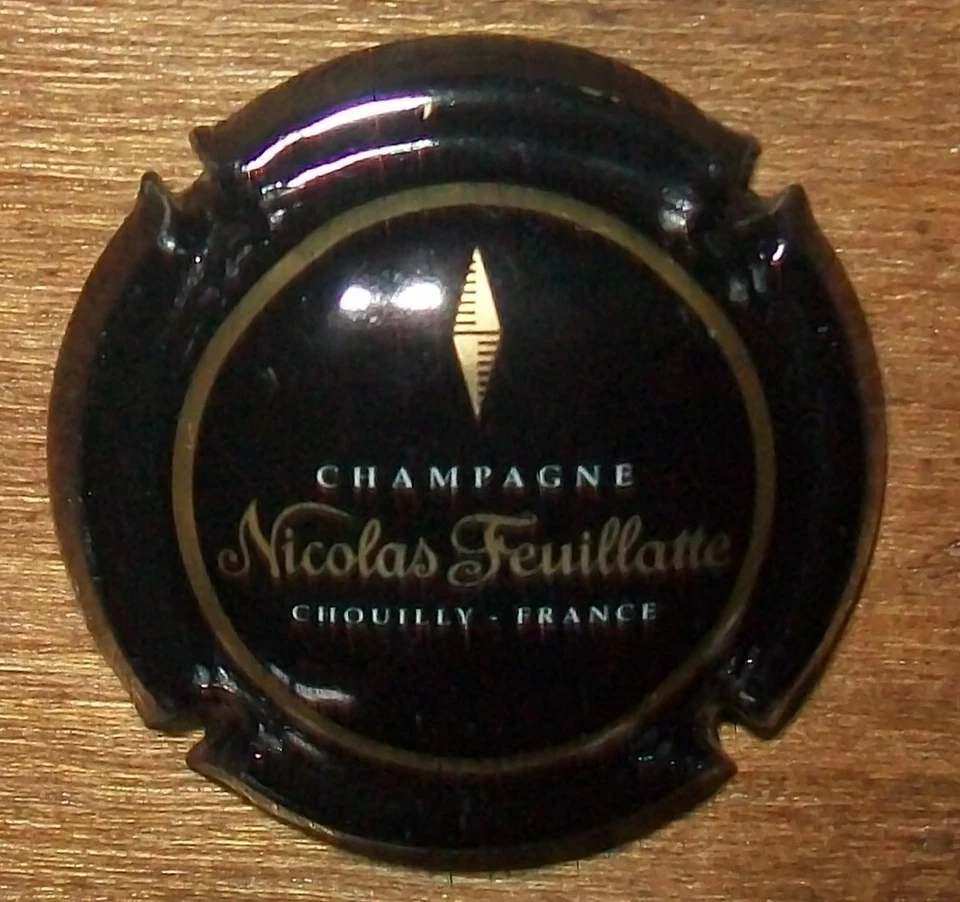 CHAMPAGNE
Nicolas Feuillatte
CHOUILLY - FRANCE